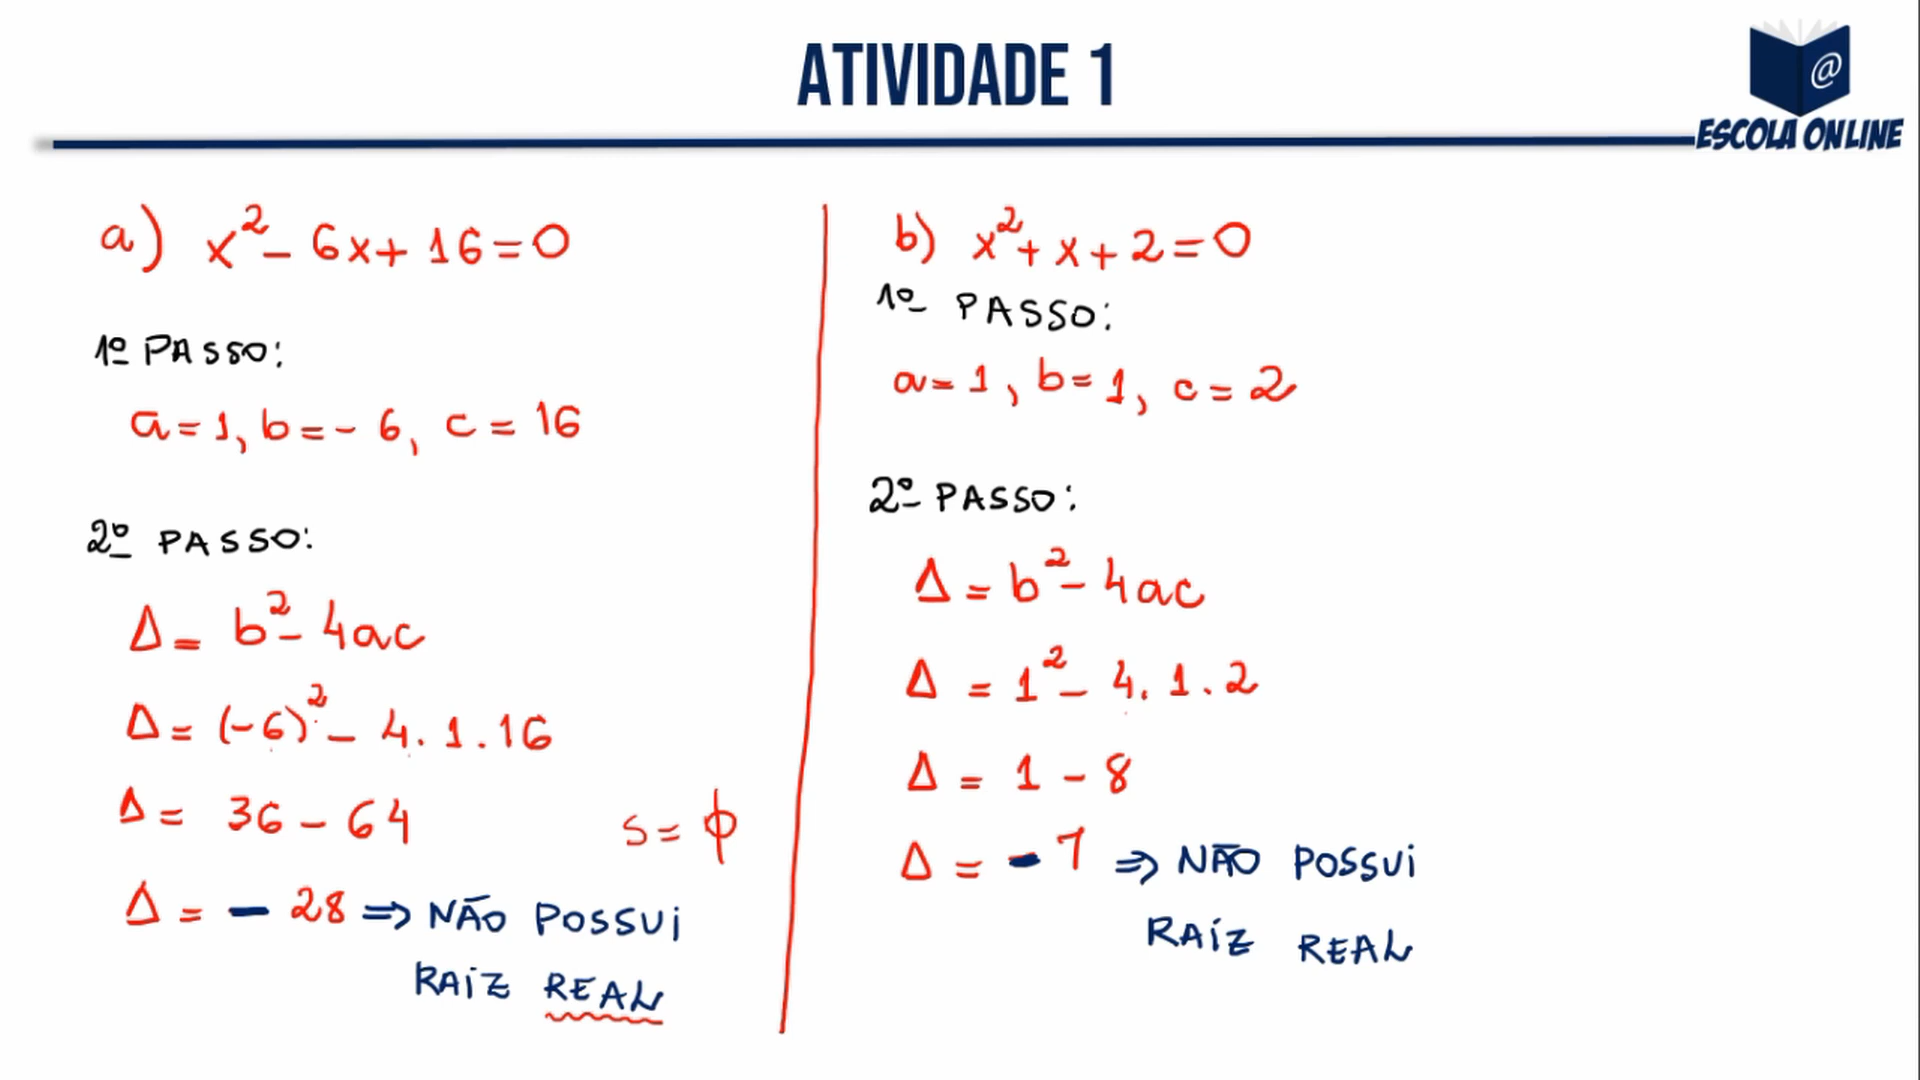 ATIVIDADE 1
@
ESCOLA ONLINE
a) x² - 6x + 16 = 0
1º PASSO:
a = 1, b = - 6, c = 16
2º PASSO:
Δ = b² - 4ac
Δ = (-6)² - 4.1.16
Δ = 36 - 64
S = ϕ
Δ = - 28 ⇒ NÃO POSSUI
RAIZ REAL
b) x² + x + 2 = 0
1º PASSO:
a = 1, b = 1, c = 2
2º PASSO:
Δ = b² - 4ac
Δ = 1² - 4.1.2
Δ = 1 - 8
Δ = - 7 ⇒ NÃO POSSUI
RAÍZ REAL